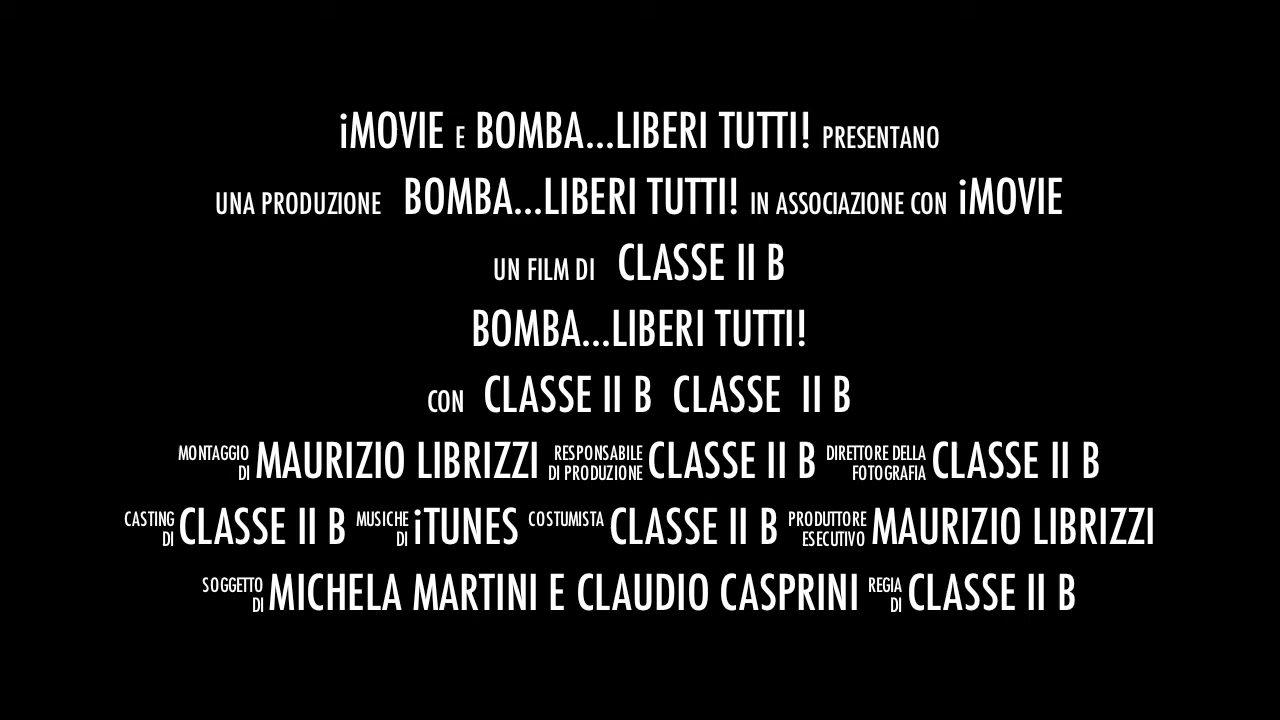 iMOVIE E BOMBA...LIBERI TUTTI! PRESENTANO
UNA PRODUZIONE BOMBA...LIBERI TUTTI! IN ASSOCIAZIONE CON iMOVIE
UN FILM DI CLASSE II B
BOMBA...LIBERI TUTTI!
CON CLASSE II B CLASSE II B
MONTAGGIO DI MAURIZIO LIBRIZZI RESPONSABILE DI PRODUZIONE CLASSE II B DIRETTORE DELLA FOTOGRAFIA CLASSE II B
CASTING DI CLASSE II B MUSICHE DI iTUNES COSTUMISTA CLASSE II B PRODUTTORE ESECUTIVO MAURIZIO LIBRIZZI
SOGGETTO DI MICHELA MARTINI E CLAUDIO CASPRINI REGIA DI CLASSE II B